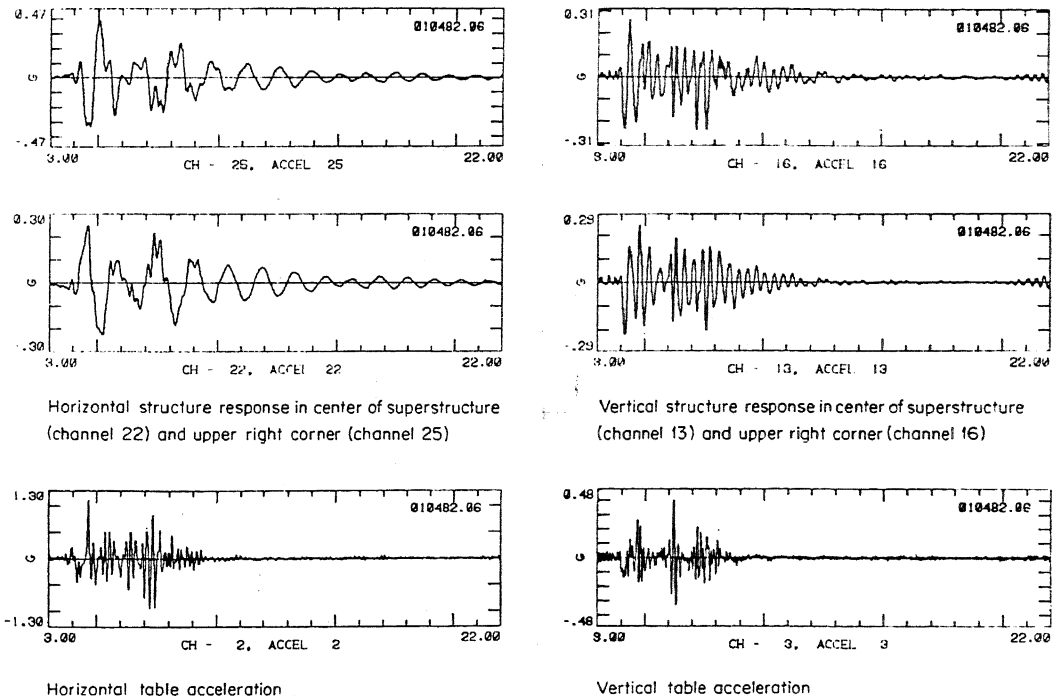 0.47
010482.06
G
-.47
3.00
CH - 25, ACCEL 25
22.00
0.31
010482.06
G
-.31
3.00
CH - 16, ACCEL 16
22.00
0.30
010482.06
G
-.30
3.00
CH - 22, ACCEL 22
22.00
0.29
010482.06
G
-.29
3.00
CH - 13, ACCEL 13
22.00
Horizontal structure response in center of superstructure
(channel 22) and upper right corner (channel 25)
Vertical structure response in center of superstructure
(channel 13) and upper right corner (channel 16)
1.30
010482.06
G
-1.30
3.00
CH - 2, ACCEL 2
22.00
0.48
010482.06
G
-.48
3.00
CH - 3, ACCEL 3
22.00
Horizontal table acceleration
Vertical table acceleration